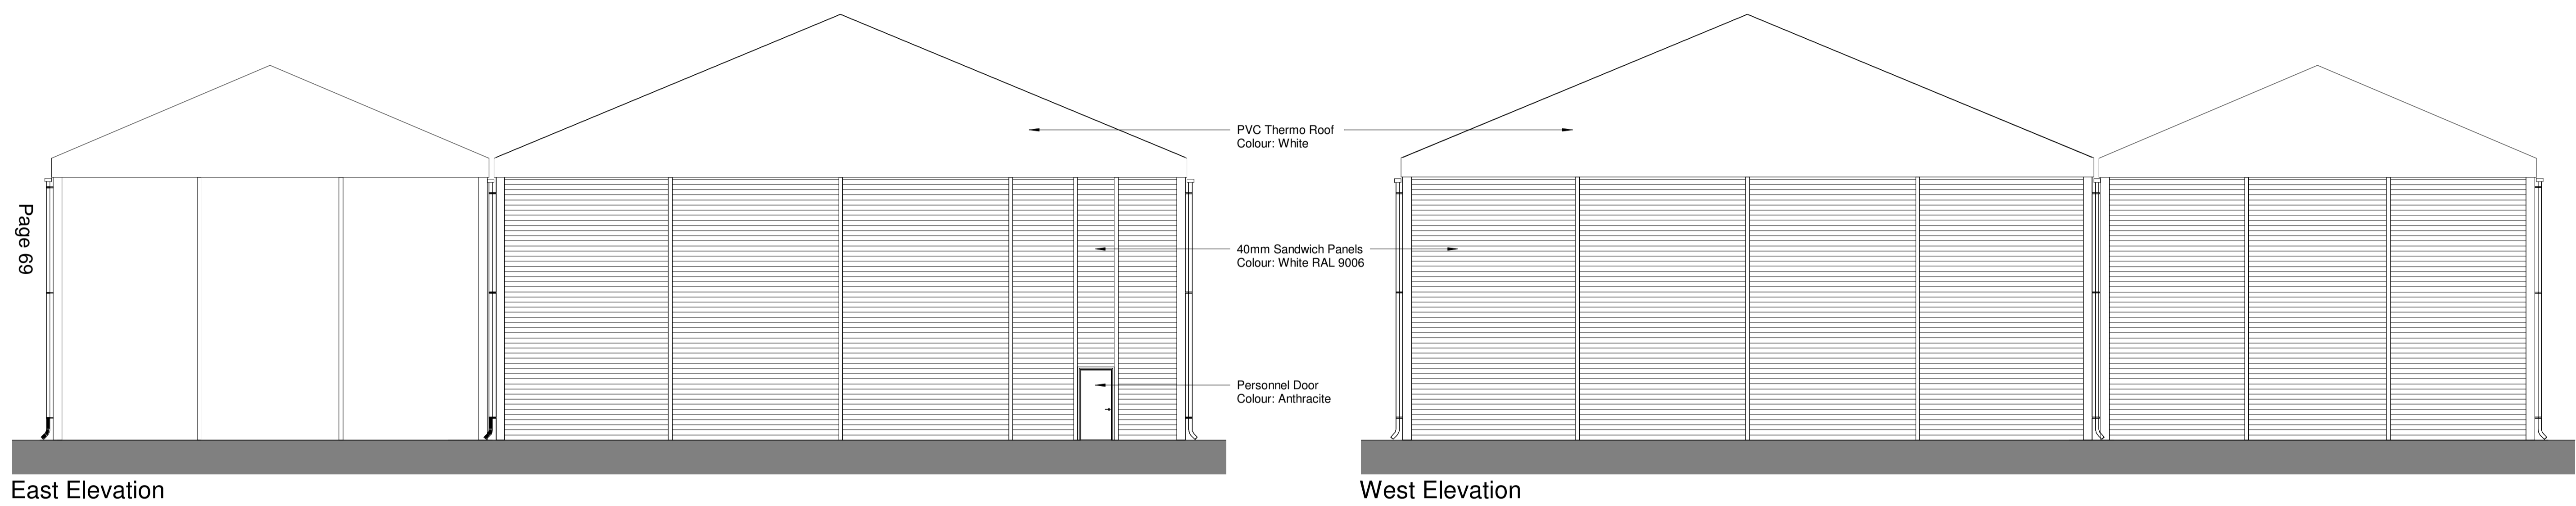 Page 69
PVC Thermo Roof
Colour: White
40mm Sandwich Panels
Colour: White RAL 9006
Personnel Door
Colour: Anthracite
East Elevation
West Elevation